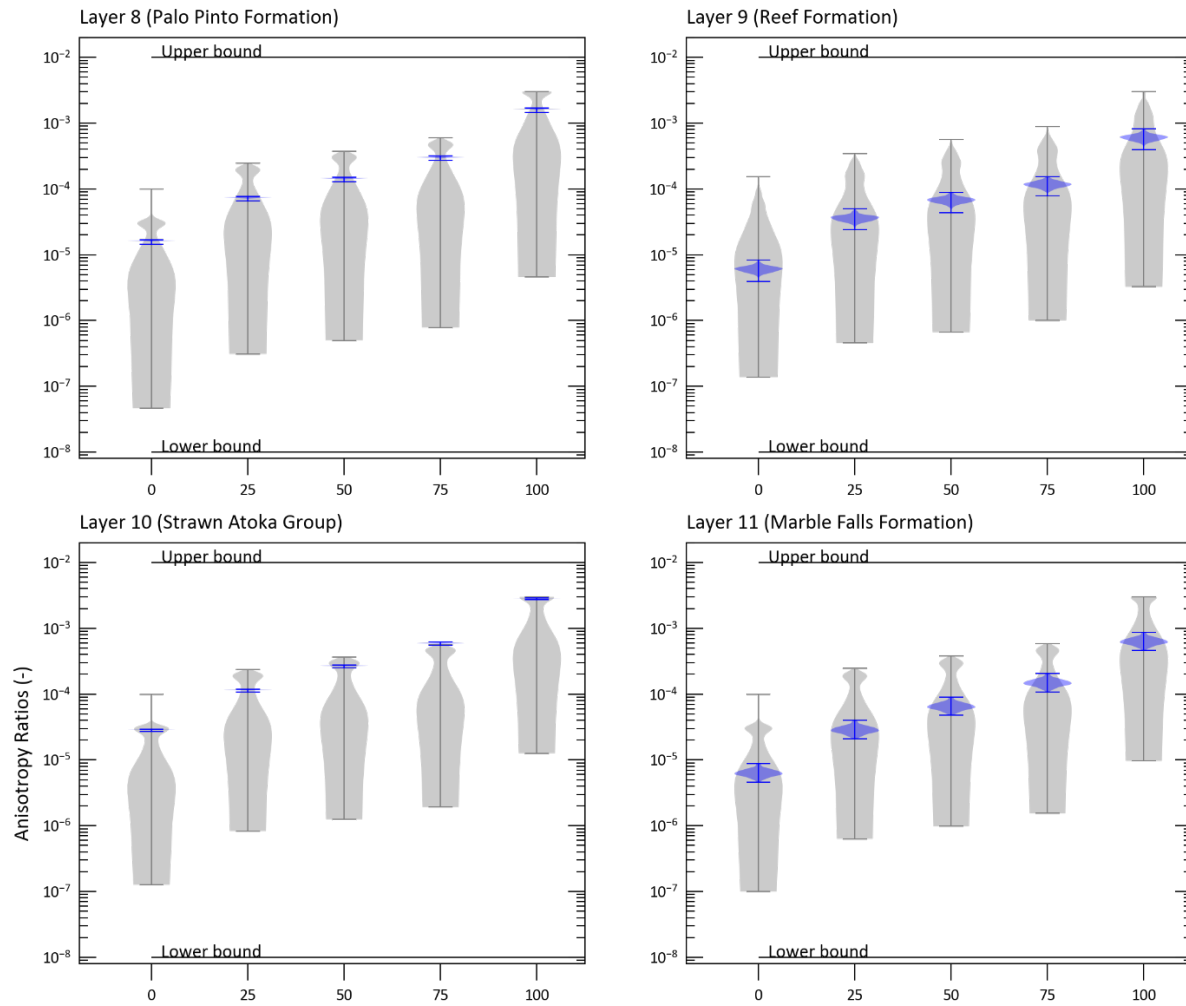 Layer 8 (Palo Pinto Formation)
Upper bound
10⁻²
10⁻³
10⁻⁴
10⁻⁵
10⁻⁶
10⁻⁷
10⁻⁸
Lower bound
0 25 50 75 100
Layer 9 (Reef Formation)
Upper bound
10⁻²
10⁻³
10⁻⁴
10⁻⁵
10⁻⁶
10⁻⁷
10⁻⁸
Lower bound
0 25 50 75 100
Layer 10 (Strawn Atoka Group)
Upper bound
10⁻²
10⁻³
10⁻⁴
10⁻⁵
10⁻⁶
10⁻⁷
10⁻⁸
Lower bound
0 25 50 75 100
Anisotropy Ratios (-)
Layer 11 (Marble Falls Formation)
Upper bound
10⁻²
10⁻³
10⁻⁴
10⁻⁵
10⁻⁶
10⁻⁷
10⁻⁸
Lower bound
0 25 50 75 100